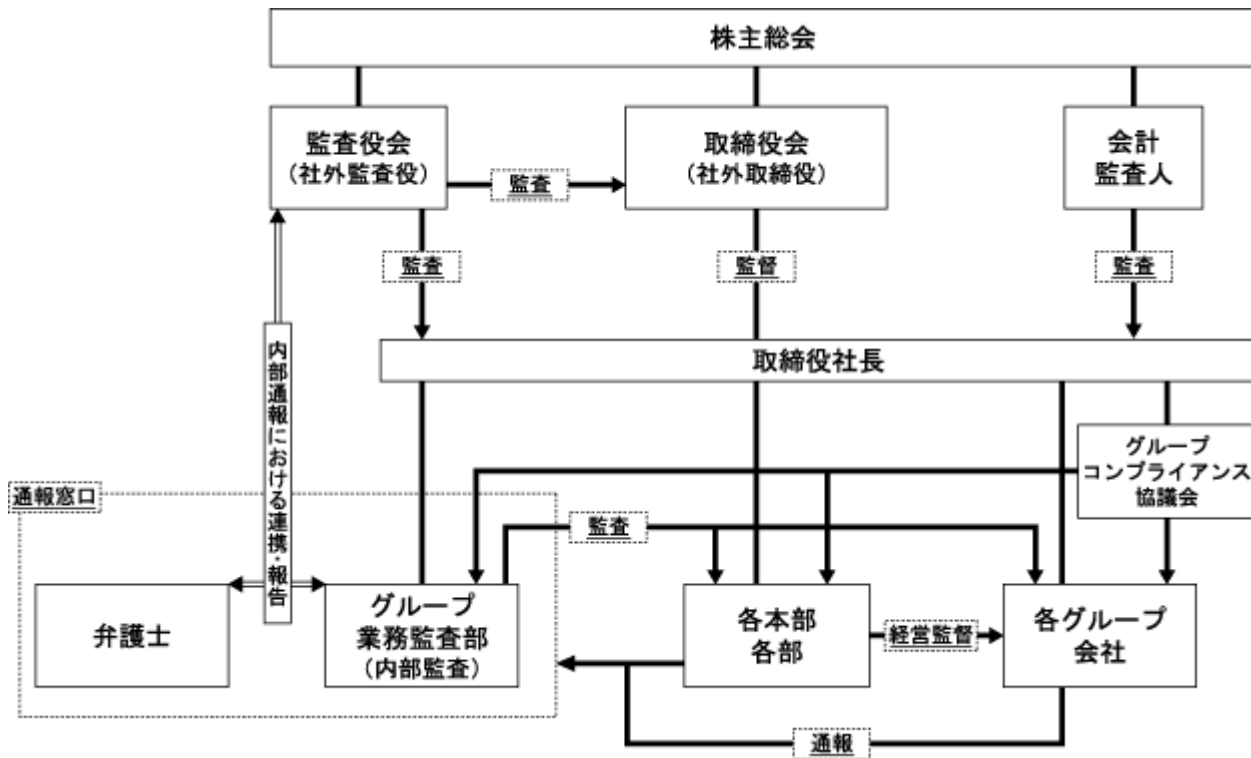 株主総会
監査役会
(社外監査役)
取締役会
(社外取締役)
会計
監査人
監査
監査
監督
監査
取締役社長
内部通報における連携・報告
グループ
コンプライアンス
協議会
通報窓口
監査
弁護士
グループ
業務監査部
(内部監査)
各本部
各部
経営監督
各グループ
会社
通報